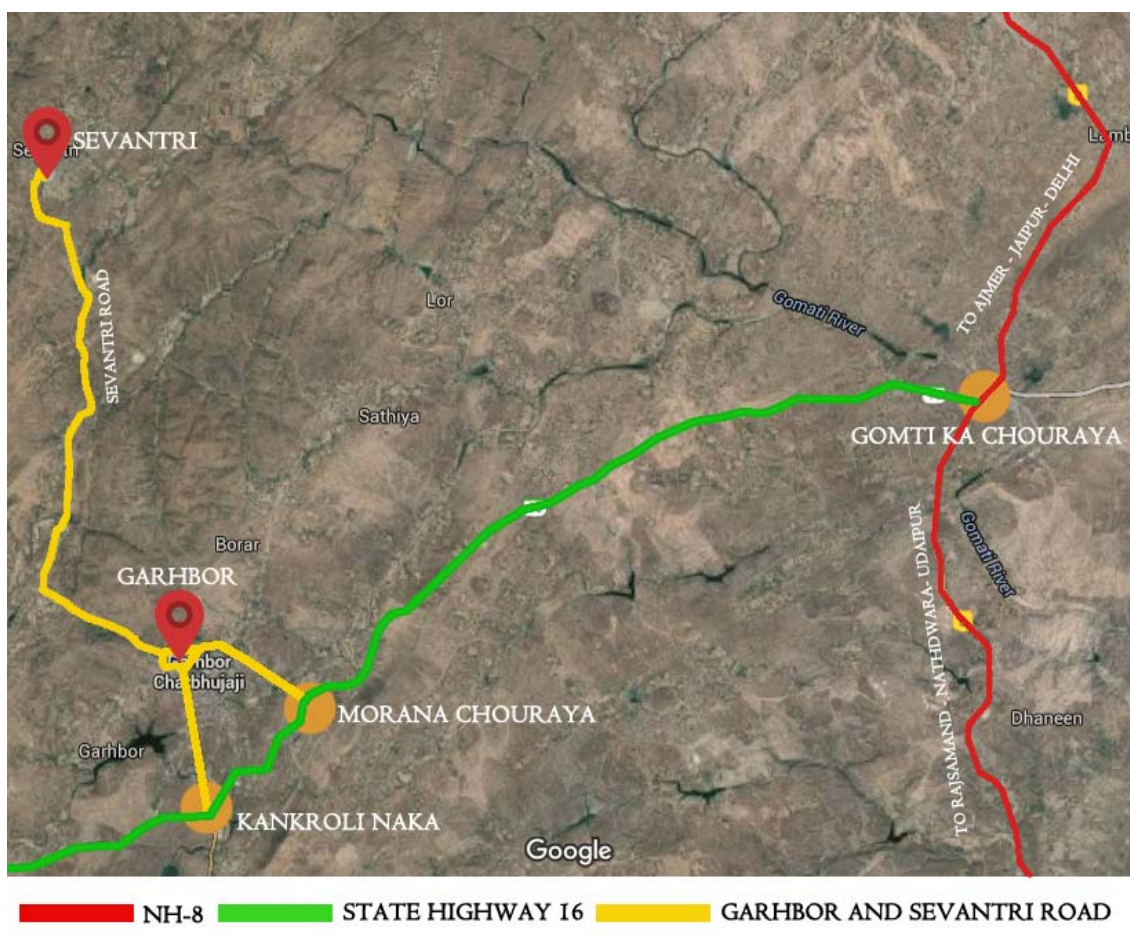 SEVANTRI
Lamb
TO AJMER - JAIPUR- DELHI
SEVANTRI ROAD
Lor
Gomati River
Sathiya
GOMTI KA CHOURAYA
Borar
GARHBOR
Gomati River
TO RAJSAMAND - NATHDWARA- UDAIPUR
Charbhujaji
MORANA CHOURAYA
Dhaneen
Garhbor
KANKROLI NAKA
Google
NH-8 STATE HIGHWAY 16 GARHBOR AND SEVANTRI ROAD